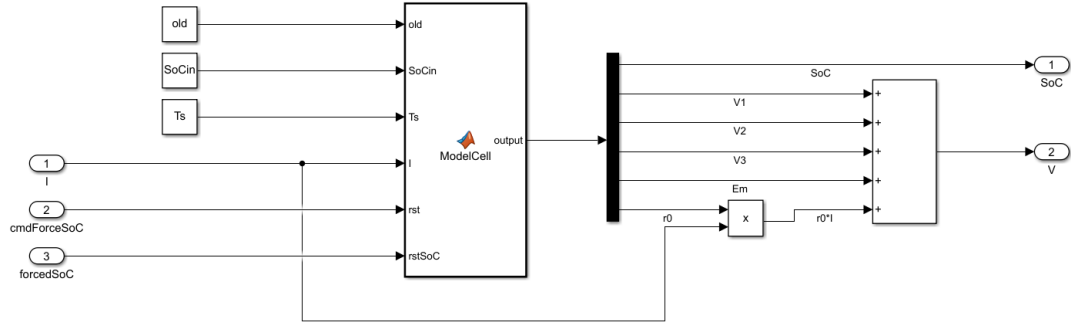 old
SoCin
Ts
1
I
2
cmdForceSoC
3
forcedSoC
old
SoCin
Ts
I
rst
rstSoC
ModelCell
output
SoC
V1
V2
V3
Em
r0
x
r0*I
+
+
+
+
+
1
SoC
2
V